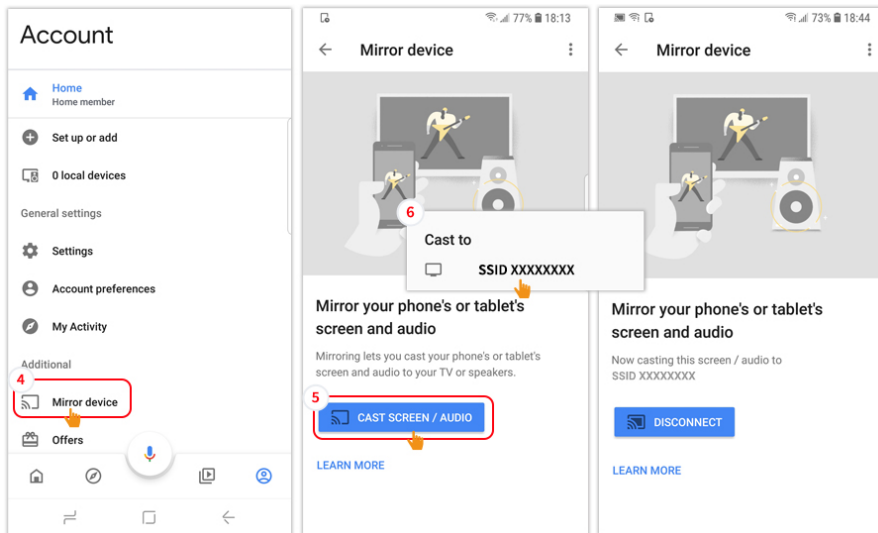 Account
Home
Home member
Set up or add
0 local devices
General settings
Settings
Account preferences
My Activity
Additional
4
Mirror device
Offers
77% 18:13
Mirror device
6
Cast to
SSID XXXXXXXX
Mirror your phone's or tablet's
screen and audio
Mirroring lets you cast your phone's or tablet's
screen and audio to your TV or speakers.
5
CAST SCREEN / AUDIO
LEARN MORE
73% 18:44
Mirror device
Mirror your phone's or tablet's
screen and audio
Now casting this screen / audio to
SSID XXXXXXXX
DISCONNECT
LEARN MORE